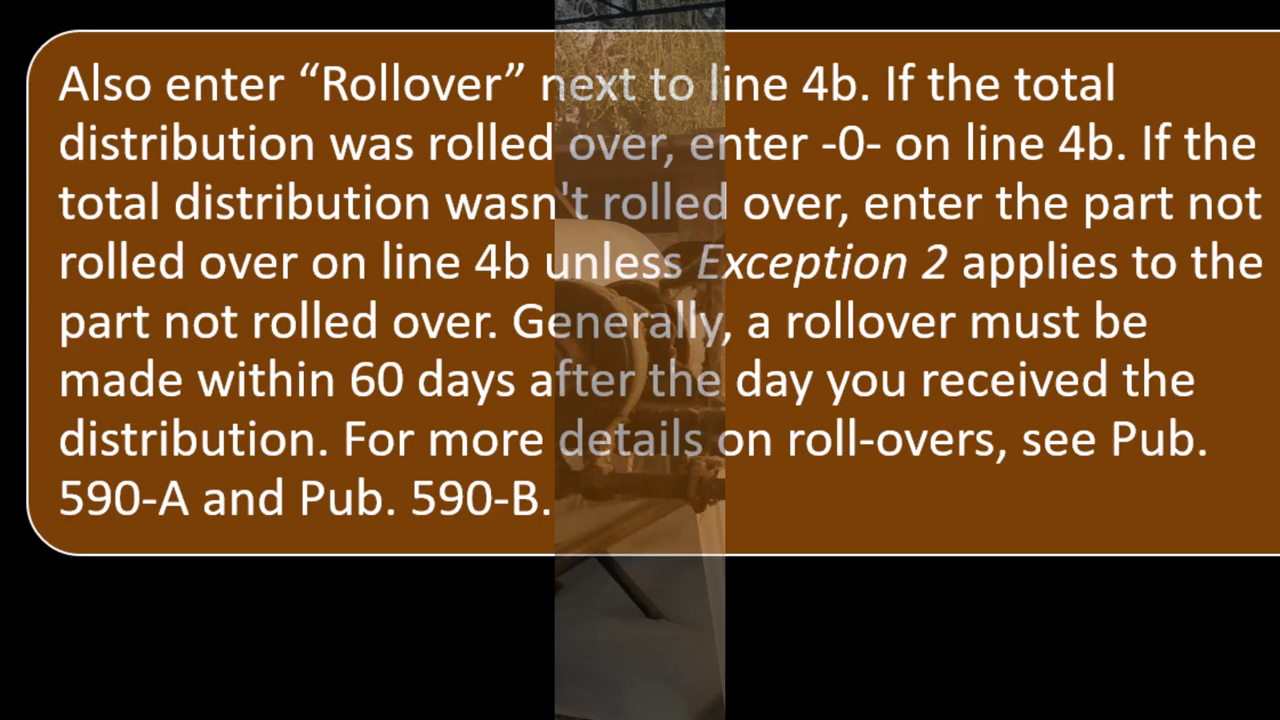 Also enter “Rollover” next to line 4b. If the total
distribution was rolled over, enter -0- on line 4b. If the
total distribution wasn't rolled over, enter the part not
rolled over on line 4b unless Exception 2 applies to the
part not rolled over. Generally, a rollover must be
made within 60 days after the day you received the
distribution. For more details on roll-overs, see Pub.
590-A and Pub. 590-B.